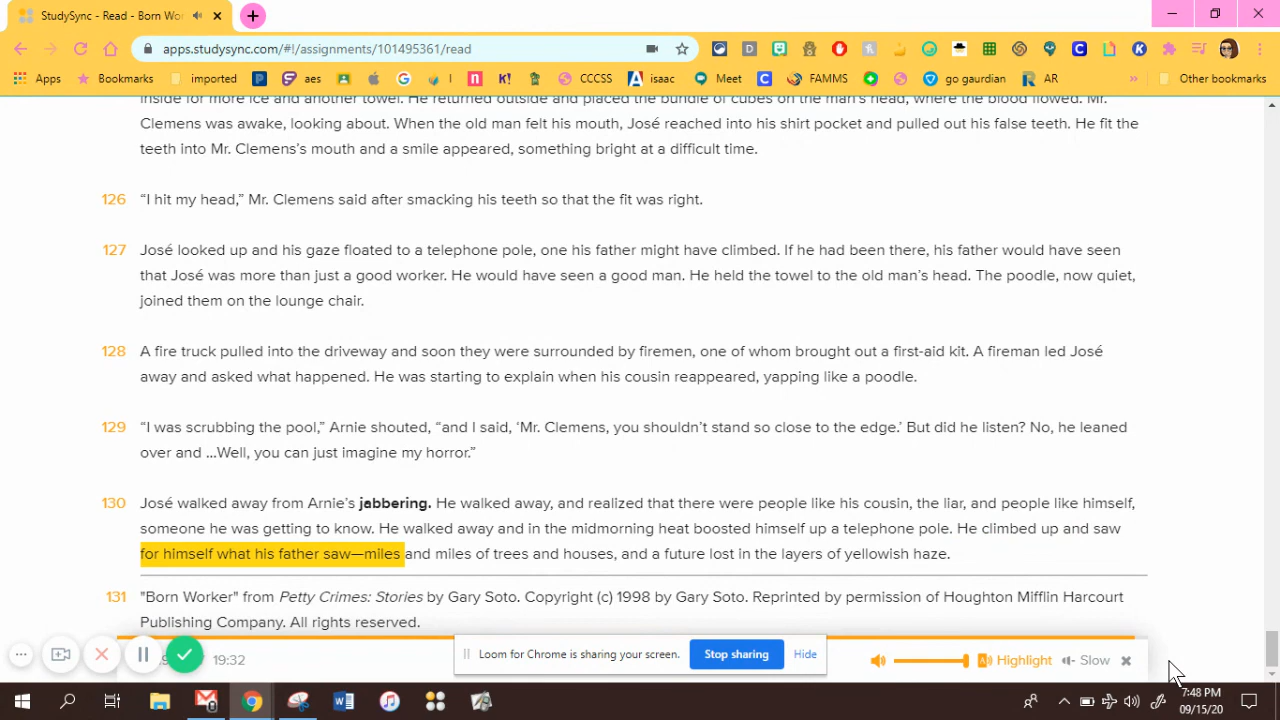 StudySync - Read - Born Wo
apps.studysync.com/#!/assignments/101495361/read
Apps Bookmarks imported aes isaac CCCSS Meet FAMMS go gaurdian AR » Other bookmarks
inside for more ice and another towel. He returned outside and placed the bundle of cubes on the man's head, where the blood flowed. Mr.
Clemens was awake, looking about. When the old man felt his mouth, José reached into his shirt pocket and pulled out his false teeth. He fit the
teeth into Mr. Clemens's mouth and a smile appeared, something bright at a difficult time.
126 “I hit my head,” Mr. Clemens said after smacking his teeth so that the fit was right.
127 José looked up and his gaze floated to a telephone pole, one his father might have climbed. If he had been there, his father would have seen
that José was more than just a good worker. He would have seen a good man. He held the towel to the old man’s head. The poodle, now quiet,
joined them on the lounge chair.
128 A fire truck pulled into the driveway and soon they were surrounded by firemen, one of whom brought out a first-aid kit. A fireman led José
away and asked what happened. He was starting to explain when his cousin reappeared, yapping like a poodle.
129 “I was scrubbing the pool,” Arnie shouted, “and I said, ‘Mr. Clemens, you shouldn’t stand so close to the edge.’ But did he listen? No, he leaned
over and ...Well, you can just imagine my horror.”
130 José walked away from Arnie’s jabbering. He walked away, and realized that there were people like his cousin, the liar, and people like himself,
someone he was getting to know. He walked away and in the midmorning heat boosted himself up a telephone pole. He climbed up and saw
for himself what his father saw—miles and miles of trees and houses, and a future lost in the layers of yellowish haze.
131 "Born Worker" from Petty Crimes: Stories by Gary Soto. Copyright (c) 1998 by Gary Soto. Reprinted by permission of Houghton Mifflin Harcourt
Publishing Company. All rights reserved.
19:32 Loom for Chrome is sharing your screen. Stop sharing Hide Highlight Slow
7:48 PM
09/15/20